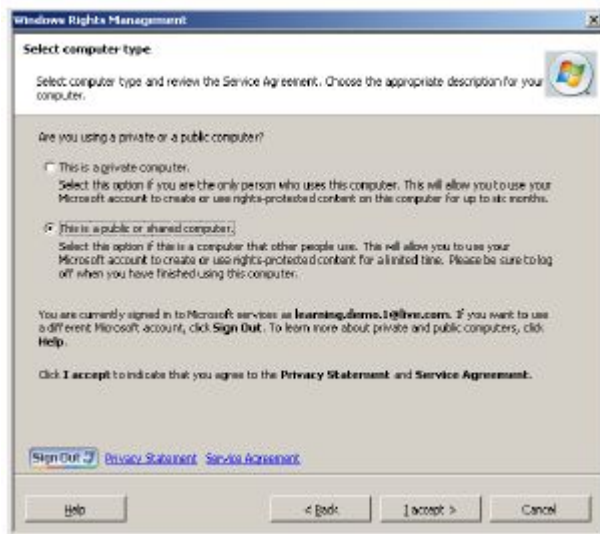 Windows Rights Management
Select computer type
Select computer type and review the Service Agreement. Choose the appropriate description for your
computer.
Are you using a private or a public computer?
This is a private computer.
Select this option if you are the only person who uses this computer. This will allow you to use your
Microsoft account to create or use rights-protected content on this computer for up to six months.
This is a public or shared computer.
Select this option if this is a computer that other people use. This will allow you to use your
Microsoft account to create or use rights-protected content for a limited time. Please be sure to log
off when you have finished using this computer.
You are currently signed in to Microsoft services as learning.demo.1@live.com. If you want to use
a different Microsoft account, click Sign Out. To learn more about private and public computers, click
Help.
Click I accept to indicate that you agree to the Privacy Statement and Service Agreement.
Sign Out Privacy Statement Service Agreement
Help < Back I accept > Cancel